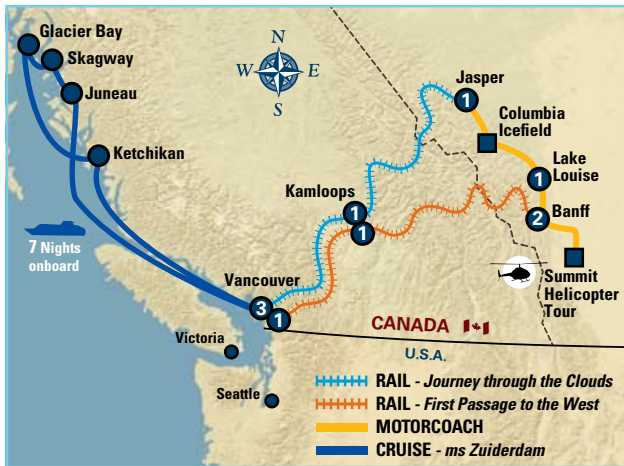 Glacier Bay
Skagway
Juneau
Ketchikan
N
W E
S
Jasper
1
Columbia
Icefield
Lake
Louise
1
Banff
2
Kamloops
1
1
7 Nights
onboard
Vancouver
3
1
Summit
Helicopter
Tour
CANADA
U.S.A.
Victoria
Seattle
RAIL - Journey through the Clouds
RAIL - First Passage to the West
MOTORCOACH
CRUISE - ms Zuiderdam